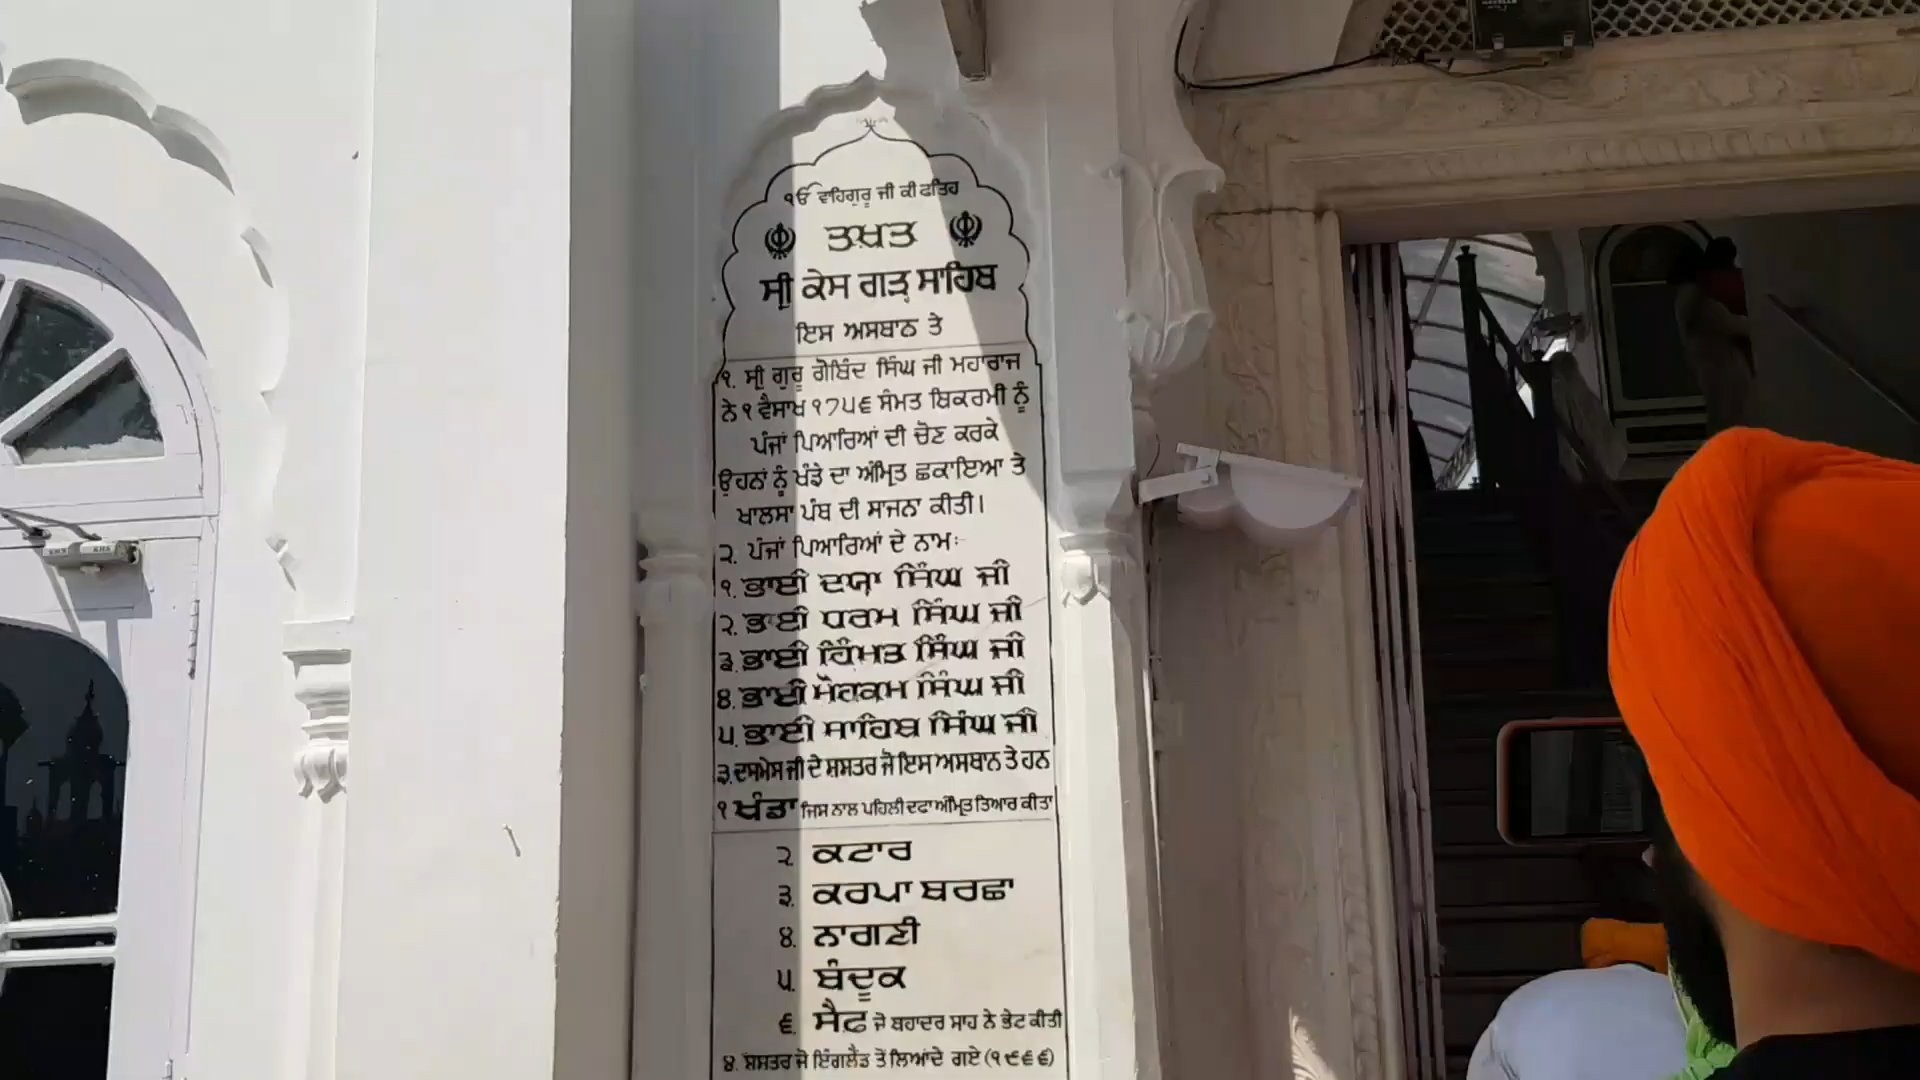 ੴ ਵਾਹਿਗੁਰੂ ਜੀ ਕੀ ਫਤਿਹ
ਤਖ਼ਤ
ਸ੍ਰੀ ਕੇਸ ਗੜ੍ਹ ਸਾਹਿਬ
ਇਸ ਅਸਥਾਨ ਤੇ
੧. ਸ੍ਰੀ ਗੁਰੂ ਗੋਬਿੰਦ ਸਿੰਘ ਜੀ ਮਹਾਰਾਜ
ਨੇ ੧ ਵੈਸਾਖ ੧੭੫੬ ਸੰਮਤ ਬਿਕਰਮੀ ਨੂੰ
ਪੰਜਾਂ ਪਿਆਰਿਆਂ ਦੀ ਚੋਣ ਕਰਕੇ
ਉਹਨਾਂ ਨੂੰ ਖੰਡੇ ਦਾ ਅੰਮ੍ਰਿਤ ਛਕਾਇਆ ਤੇ
ਖਾਲਸਾ ਪੰਥ ਦੀ ਸਾਜਨਾ ਕੀਤੀ।
੨. ਪੰਜਾਂ ਪਿਆਰਿਆਂ ਦੇ ਨਾਮਃ-
੧. ਭਾਈ ਦਯਾ ਸਿੰਘ ਜੀ
੨. ਭਾਈ ਧਰਮ ਸਿੰਘ ਜੀ
੩. ਭਾਈ ਹਿੰਮਤ ਸਿੰਘ ਜੀ
੪. ਭਾਈ ਮੋਹਕਮ ਸਿੰਘ ਜੀ
੫. ਭਾਈ ਸਾਹਿਬ ਸਿੰਘ ਜੀ
੩. ਦਸਮੇਸ ਜੀ ਦੇ ਸ਼ਸਤਰ ਜੋ ਇਸ ਅਸਥਾਨ ਤੇ ਹਨ
੧ ਖੰਡਾ ਜਿਸ ਨਾਲ ਪਹਿਲੀ ਦਫਾ ਅੰਮ੍ਰਿਤ ਤਿਆਰ ਕੀਤਾ
੨. ਕਟਾਰ
੩. ਕਰਪਾ ਬਰਛਾ
੪. ਨਾਗਣੀ
੫. ਬੰਦੂਕ
੬. ਸੈਫ਼ ਜੋ ਬਹਾਦਰ ਸਾਹ ਨੇ ਭੇਟ ਕੀਤੀ
੪. ਸ਼ਸਤਰ ਜੋ ਇੰਗਲੈਂਡ ਤੋਂ ਲਿਆਂਦੇ ਗਏ (੧੯੬੬)